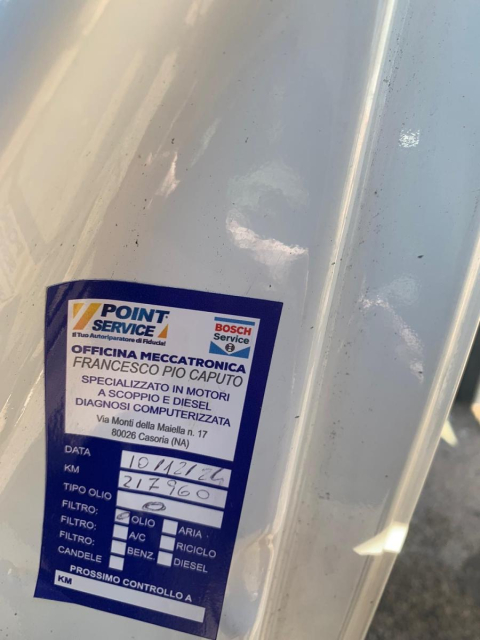 POINT
SERVICE
Il Tuo Autoriparatore di Fiducia!
BOSCH
Service
OFFICINA MECCATRONICA
FRANCESCO PIO CAPUTO
SPECIALIZZATO IN MOTORI
A SCOPPIO E DIESEL
DIAGNOSI COMPUTERIZZATA
Via Monti della Maiella n. 17
80026 Casoria (NA)
DATA 10/12/24
KM 217960
TIPO OLIO
FILTRO: OLIO ARIA
FILTRO: A/C RICICLO
FILTRO: BENZ. DIESEL
CANDELE
PROSSIMO CONTROLLO A
KM